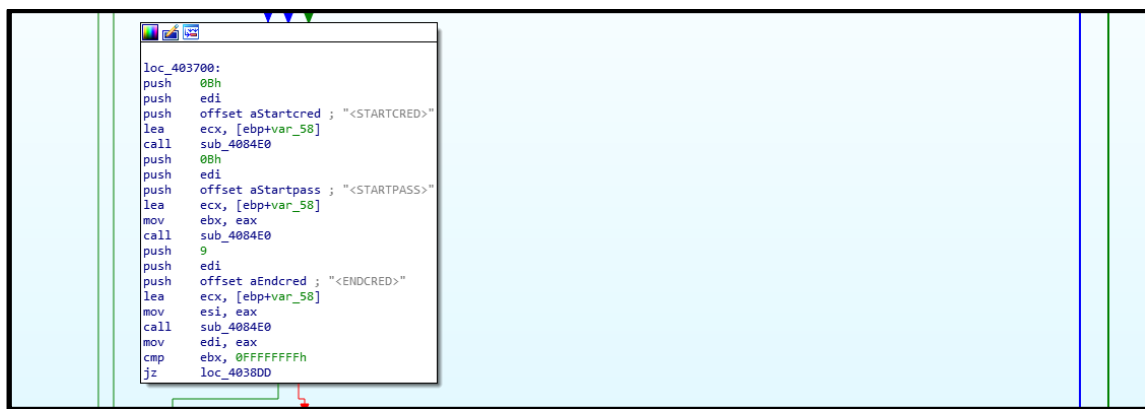 loc_403700:
push 0Bh
push edi
push offset aStartcred ; "<STARTCRED>"
lea ecx, [ebp+var_58]
call sub_4084E0
push 0Bh
push edi
push offset aStartpass ; "<STARTPASS>"
lea ecx, [ebp+var_58]
mov ebx, eax
call sub_4084E0
push 9
push edi
push offset aEndcred ; "<ENDCRED>"
lea ecx, [ebp+var_58]
mov esi, eax
call sub_4084E0
mov edi, eax
cmp ebx, 0FFFFFFFFh
jz loc_4038DD